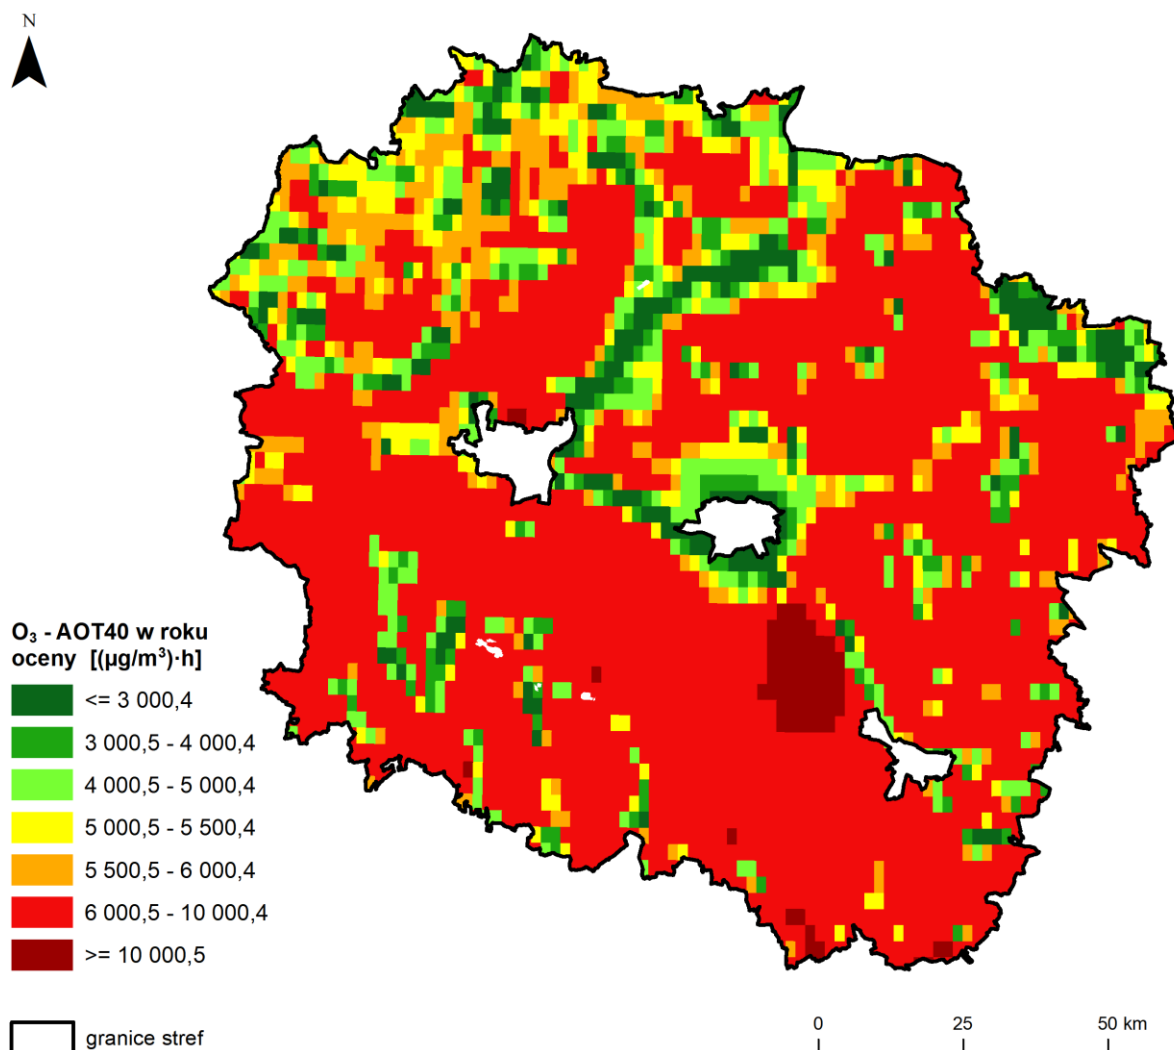 N
O₃ - AOT40 w roku
oceny [(µg/m³)·h]
<= 3 000,4
3 000,5 - 4 000,4
4 000,5 - 5 000,4
5 000,5 - 5 500,4
5 500,5 - 6 000,4
6 000,5 - 10 000,4
>= 10 000,5
granice stref
0 25 50 km